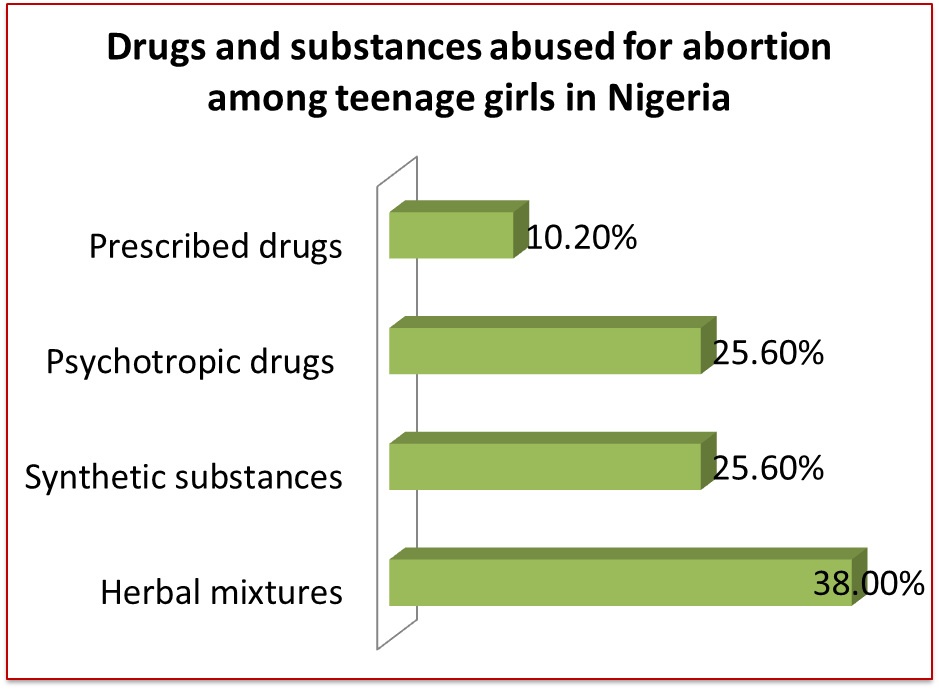 Drugs and substances abused for abortion
among teenage girls in Nigeria
Prescribed drugs 10.20%
Psychotropic drugs 25.60%
Synthetic substances 25.60%
Herbal mixtures 38.00%